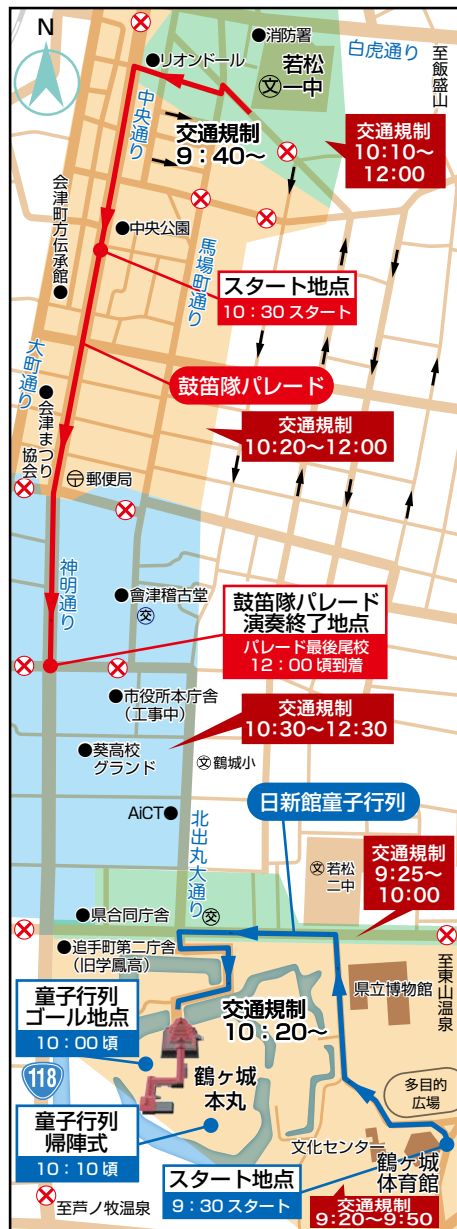 N
消防署
白虎通り
至飯盛山
リオンドール
若松
文
一中
中央通り
交通規制
9：40〜
交通規制
10:10〜
12:00
会津町方伝承館
中央公園
馬場町通り
スタート地点
10：30 スタート
大町通り
鼓笛隊パレード
会津まつり
協会
交通規制
10:20〜12:00
郵便局
神明通り
會津稽古堂
交
鼓笛隊パレード
演奏終了地点
パレード最後尾校
12：00 頃到着
市役所本庁舎
（工事中）
交通規制
10:30〜12:30
葵高校
グランド
文 鶴城小
AiCT
北出丸大通り
日新館童子行列
文 若松
二中
交通規制
9:25〜
10:00
県合同庁舎
交
追手町第二庁舎
（旧学鳳高）
至東山温泉
県立博物館
童子行列
ゴール地点
10：00 頃
交通規制
10：20〜
118
鶴ヶ城
本丸
多目的
広場
童子行列
帰陣式
10：10 頃
文化センター
鶴ヶ城
体育館
スタート地点
9：30 スタート
至芦ノ牧温泉
交通規制
9:20〜9:50